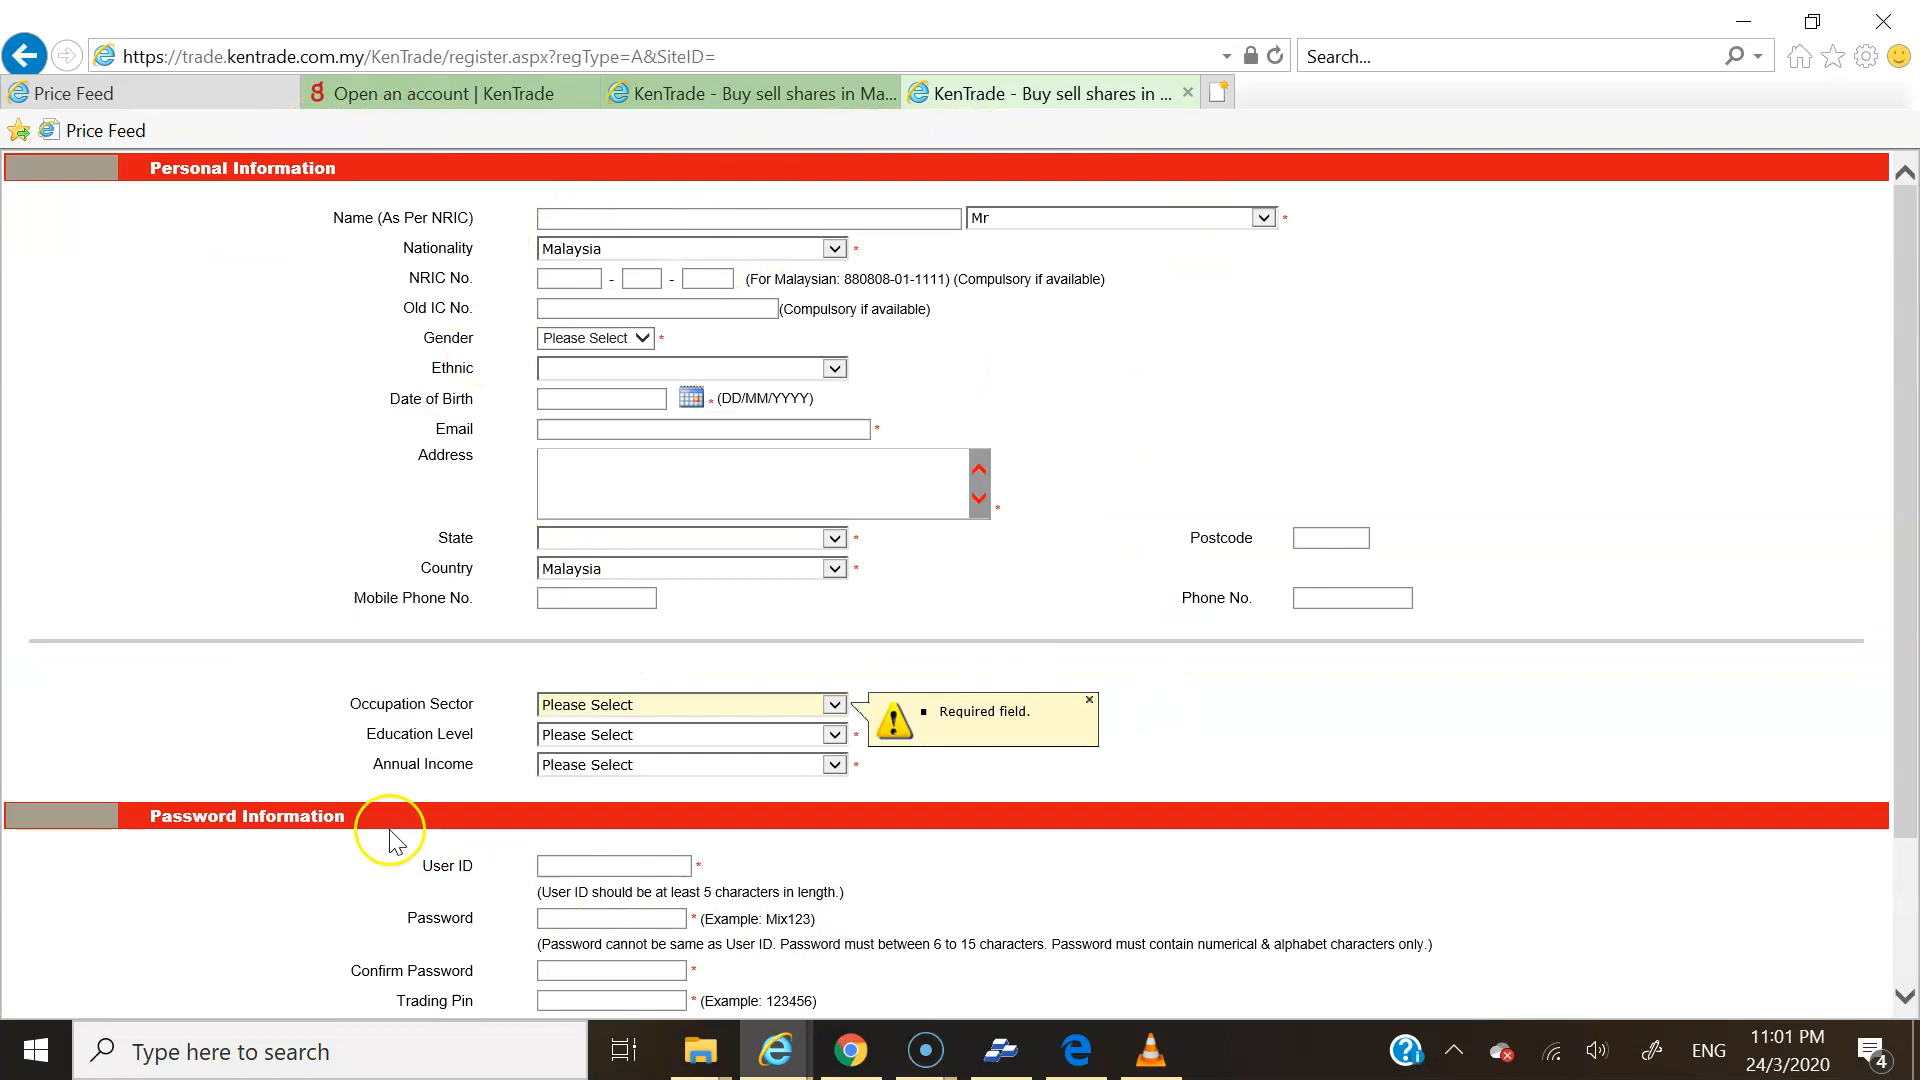 https://trade.kentrade.com.my/KenTrade/register.aspx?regType=A&SiteID=
Search...
Price Feed
Open an account | KenTrade
KenTrade - Buy sell shares in Ma...
KenTrade - Buy sell shares in ...
Price Feed
Personal Information
Name (As Per NRIC) Mr *
Nationality Malaysia *
NRIC No. - - (For Malaysian: 880808-01-1111) (Compulsory if available)
Old IC No. (Compulsory if available)
Gender Please Select *
Ethnic
Date of Birth * (DD/MM/YYYY)
Email *
Address *
State * Postcode
Country Malaysia *
Mobile Phone No. Phone No.
Occupation Sector Please Select Required field.
Education Level Please Select *
Annual Income Please Select *
Password Information
User ID *
(User ID should be at least 5 characters in length.)
Password * (Example: Mix123)
(Password cannot be same as User ID. Password must between 6 to 15 characters. Password must contain numerical & alphabet characters only.)
Confirm Password *
Trading Pin * (Example: 123456)
Type here to search
ENG
11:01 PM
24/3/2020
4